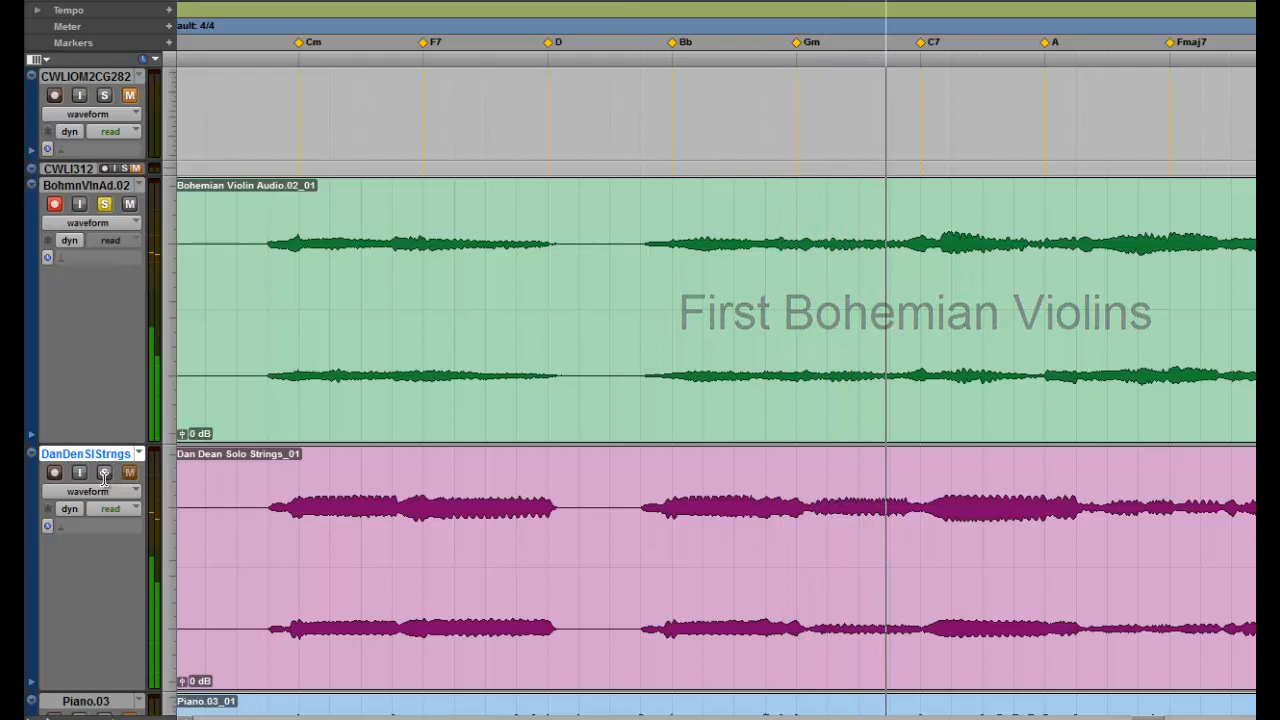 Tempo
Meter
ault: 4/4
Markers
Cm F7 D Bb Gm C7 A Fmaj7
CWLIOM2CG282
I S M
waveform
dyn read
CWLI312 I S M
BohmnVlnAd.02
Bohemian Violin Audio.02_01
I S M
waveform
dyn read
First Bohemian Violins
0 dB
DanDenSlStrngs
Dan Dean Solo Strings_01
I S M
waveform
dyn read
0 dB
Piano.03
Piano.03_01